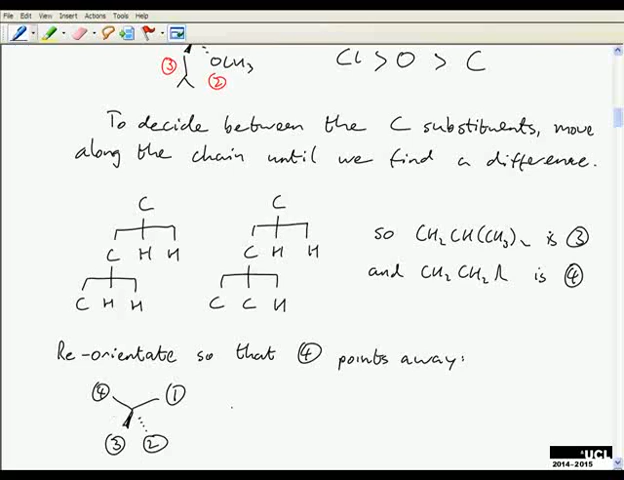 File Edit View Insert Actions Tools Help
③ OCH₃ ② Cl > O > C
To decide between the C substituents, move
along the chain until we find a difference.
C C
C H H C H H
C H H C C H
so CH₂CH(CH₃)₂ is ③
and CH₂CH₂R is ④
Re-orientate so that ④ points away:
④ ①
③ ②
UCL
2014-2015